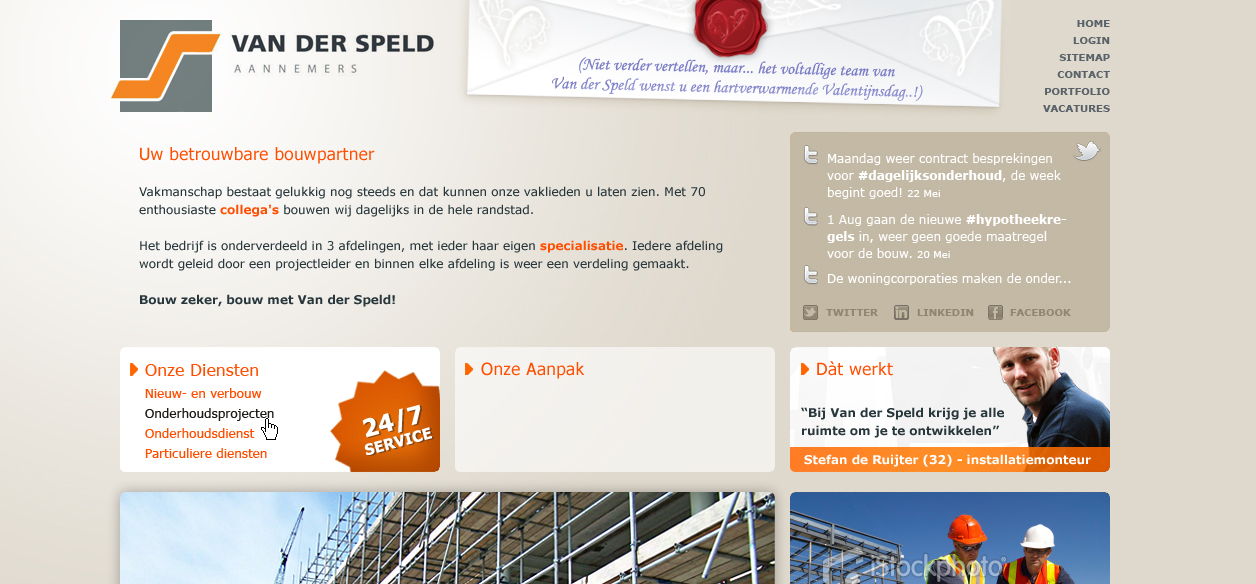 VAN DER SPELD
AANNEMERS
(Niet verder vertellen, maar... het voltallige team van
Van der Speld wenst u een hartverwarmende Valentijnsdag..!)
HOME
LOGIN
SITEMAP
CONTACT
PORTFOLIO
VACATURES
Uw betrouwbare bouwpartner
Vakmanschap bestaat gelukkig nog steeds en dat kunnen onze vaklieden u laten zien. Met 70
enthousiaste collega's bouwen wij dagelijks in de hele randstad.
Het bedrijf is onderverdeeld in 3 afdelingen, met ieder haar eigen specialisatie. Iedere afdeling
wordt geleid door een projectleider en binnen elke afdeling is weer een verdeling gemaakt.
Bouw zeker, bouw met Van der Speld!
Maandag weer contract besprekingen
voor #dagelijksonderhoud, de week
begint goed! 22 Mei
1 Aug gaan de nieuwe #hypotheekre-
gels in, weer geen goede maatregel
voor de bouw. 20 Mei
De woningcorporaties maken de onder...
TWITTER LINKEDIN FACEBOOK
Onze Diensten
Nieuw- en verbouw
Onderhoudsprojecten
Onderhoudsdienst
Particuliere diensten
24/7
SERVICE
Onze Aanpak
Dàt werkt
“Bij Van der Speld krijg je alle
ruimte om je te ontwikkelen”
Stefan de Ruijter (32) - installatiemonteur
iStockphoto